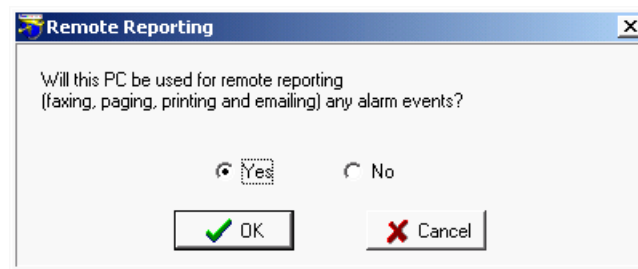 Remote Reporting
Will this PC be used for remote reporting
(faxing, paging, printing and emailing) any alarm events?
Yes No
OK Cancel